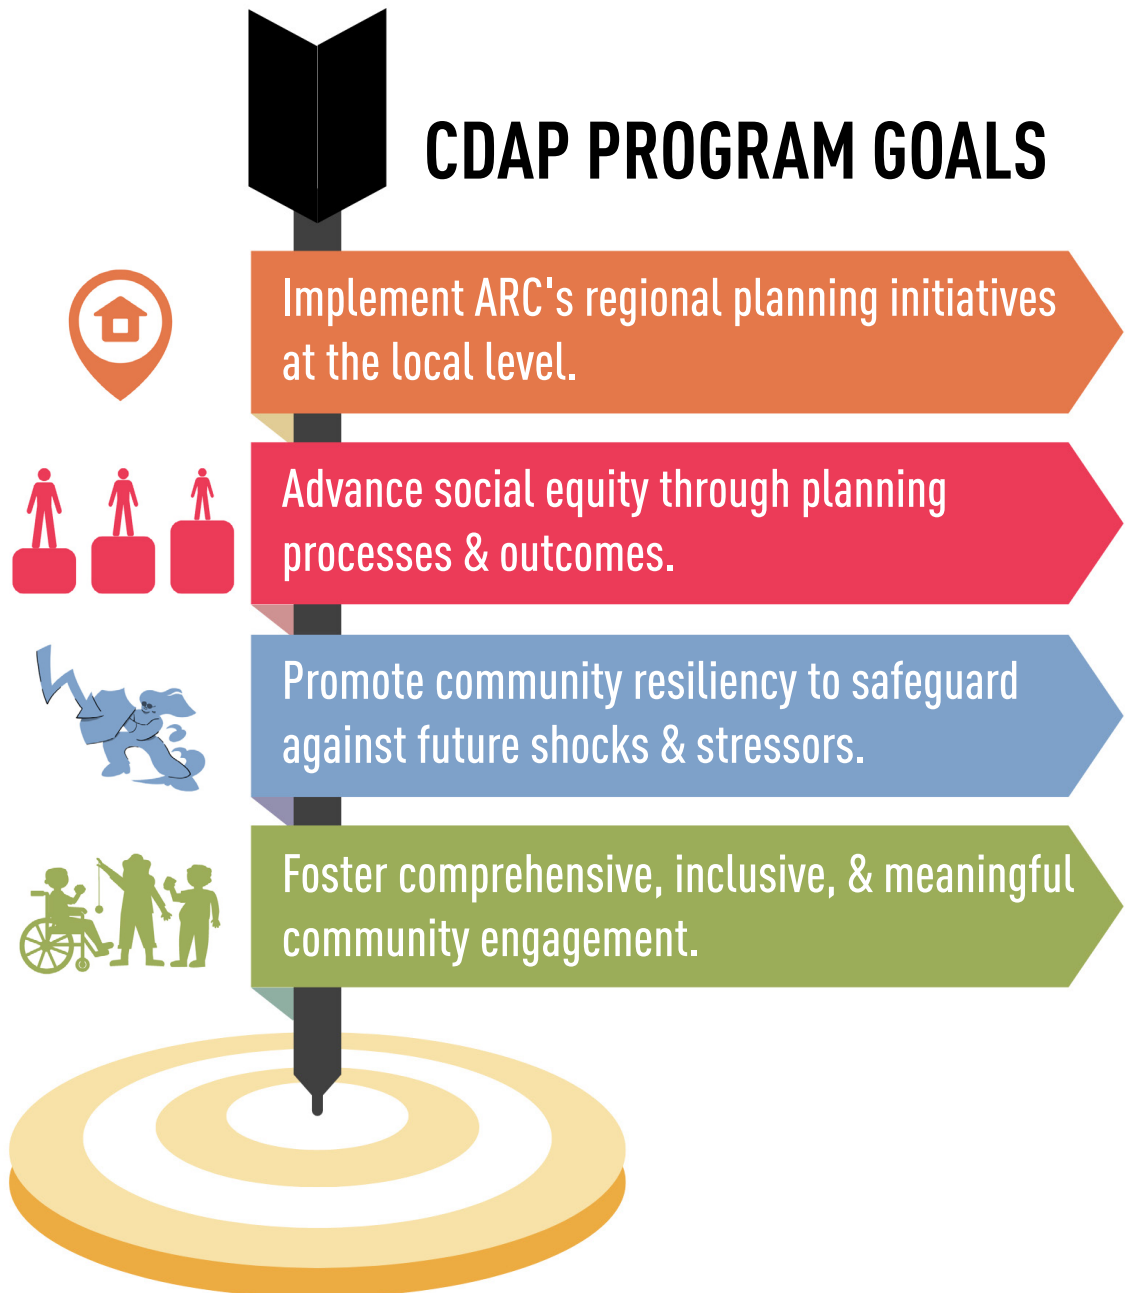 CDAP PROGRAM GOALS
Implement ARC's regional planning initiatives
at the local level.
Advance social equity through planning
processes & outcomes.
Promote community resiliency to safeguard
against future shocks & stressors.
Foster comprehensive, inclusive, & meaningful
community engagement.